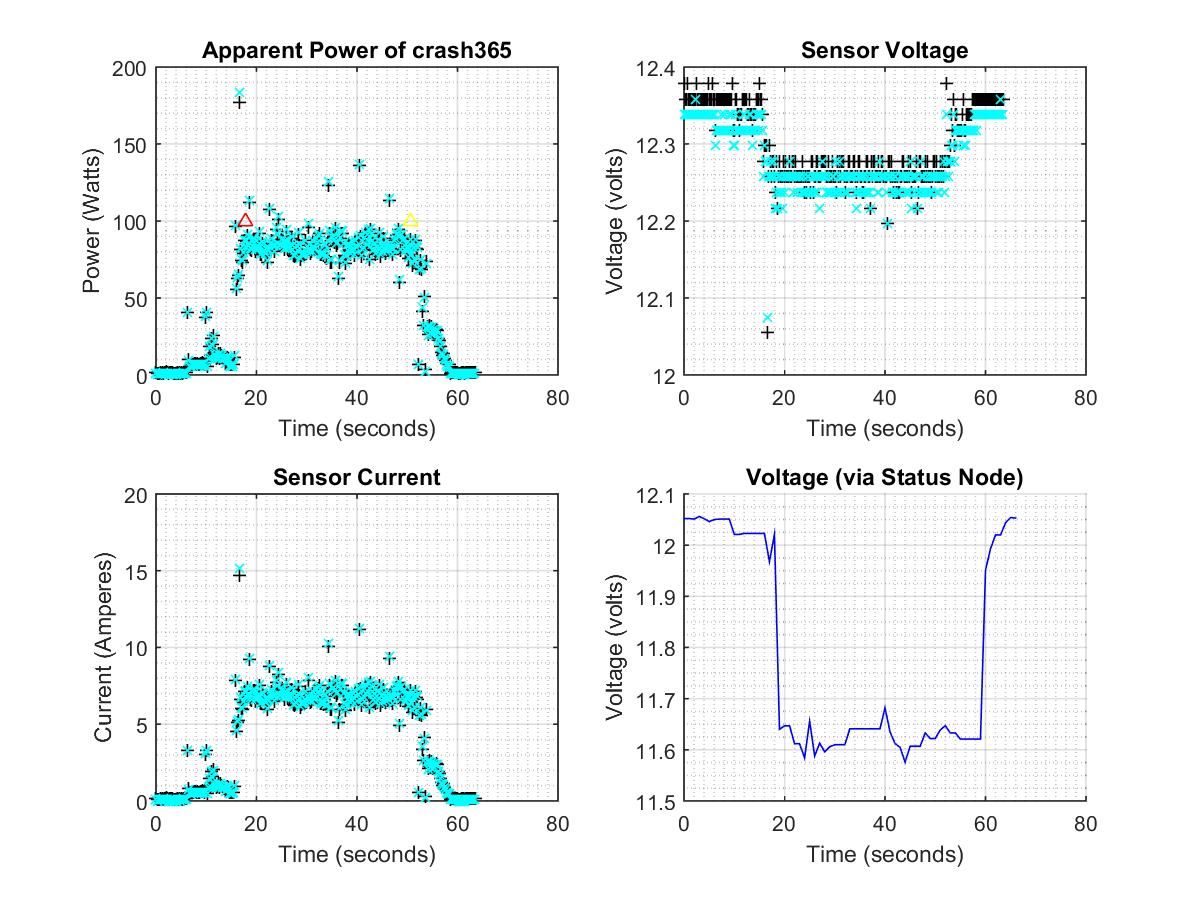 Apparent Power of crash365
200
150
100
50
0
Power (Watts)
0 20 40 60 80
Time (seconds)
Sensor Voltage
12.4
12.3
12.2
12.1
12
Voltage (volts)
0 20 40 60 80
Time (seconds)
Sensor Current
20
15
10
5
0
Current (Amperes)
0 20 40 60 80
Time (seconds)
Voltage (via Status Node)
12.1
12
11.9
11.8
11.7
11.6
11.5
Voltage (volts)
0 20 40 60 80
Time (seconds)